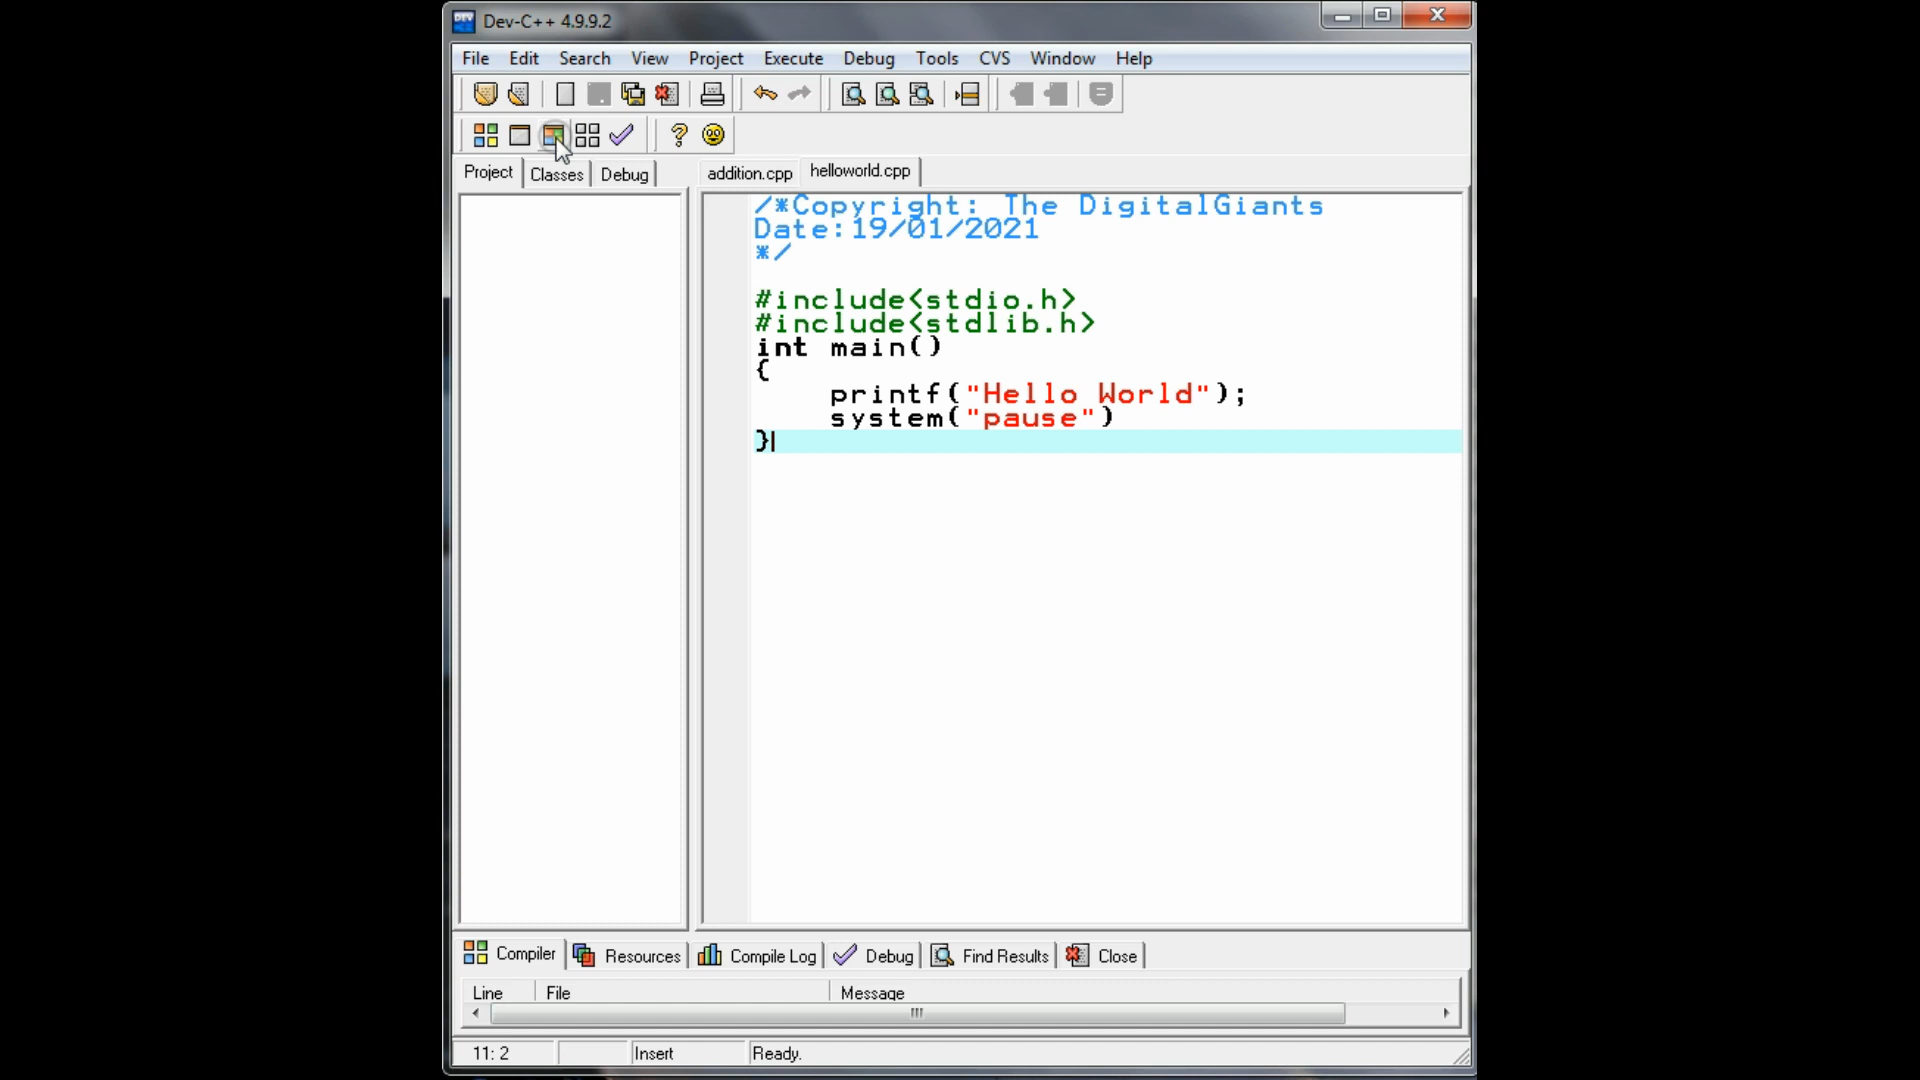 Dev-C++ 4.9.9.2
File Edit Search View Project Execute Debug Tools CVS Window Help
Project Classes Debug
addition.cpp helloworld.cpp
/*Copyright: The DigitalGiants
Date:19/01/2021
*/
#include<stdio.h>
#include<stdlib.h>
int main()
{
printf("Hello World");
system("pause")
}
Compiler Resources Compile Log Debug Find Results Close
Line File Message
11: 2 Insert Ready.